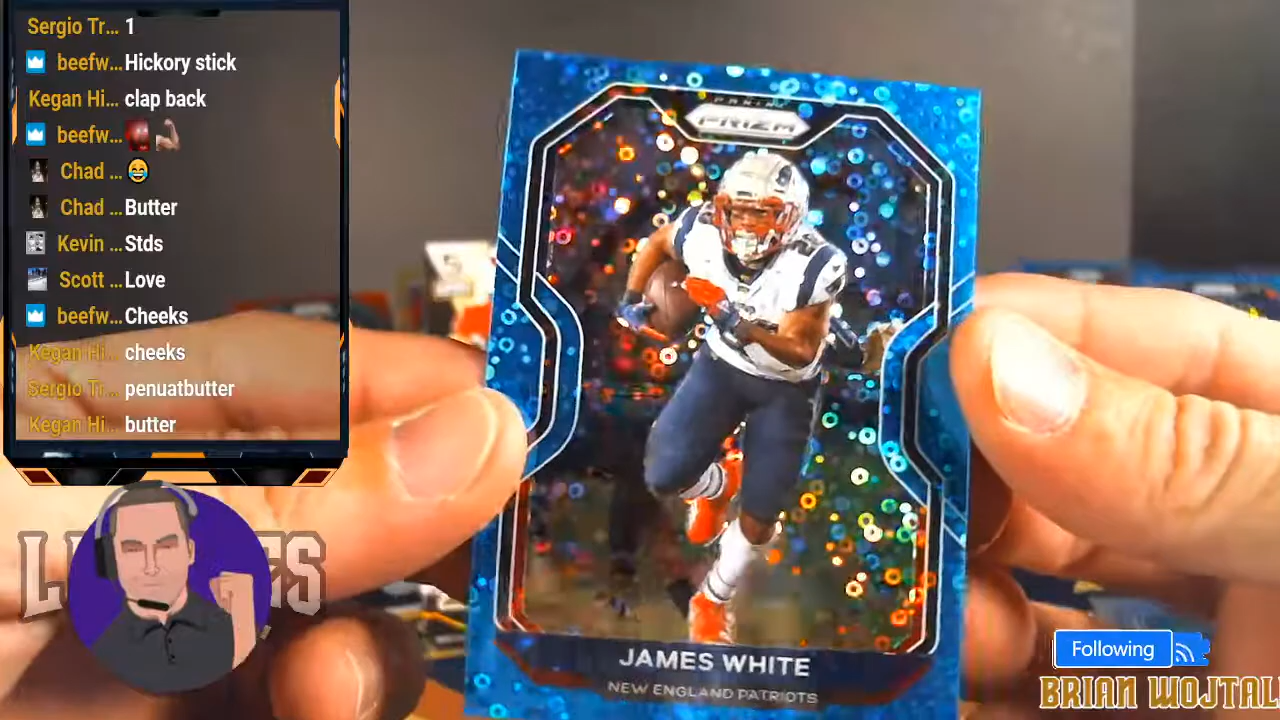 Sergio Tr... 1
beefw... Hickory stick
Kegan Hi... clap back
beefw...
Chad ...
Chad ... Butter
Kevin ... Stds
Scott ... Love
beefw... Cheeks
Kegan Hi... cheeks
Sergio Tr... penuatbutter
Kegan Hi... butter
PANINI
PRIZM
JAMES WHITE
NEW ENGLAND PATRIOTS
Following
BRIAN WOJTAL